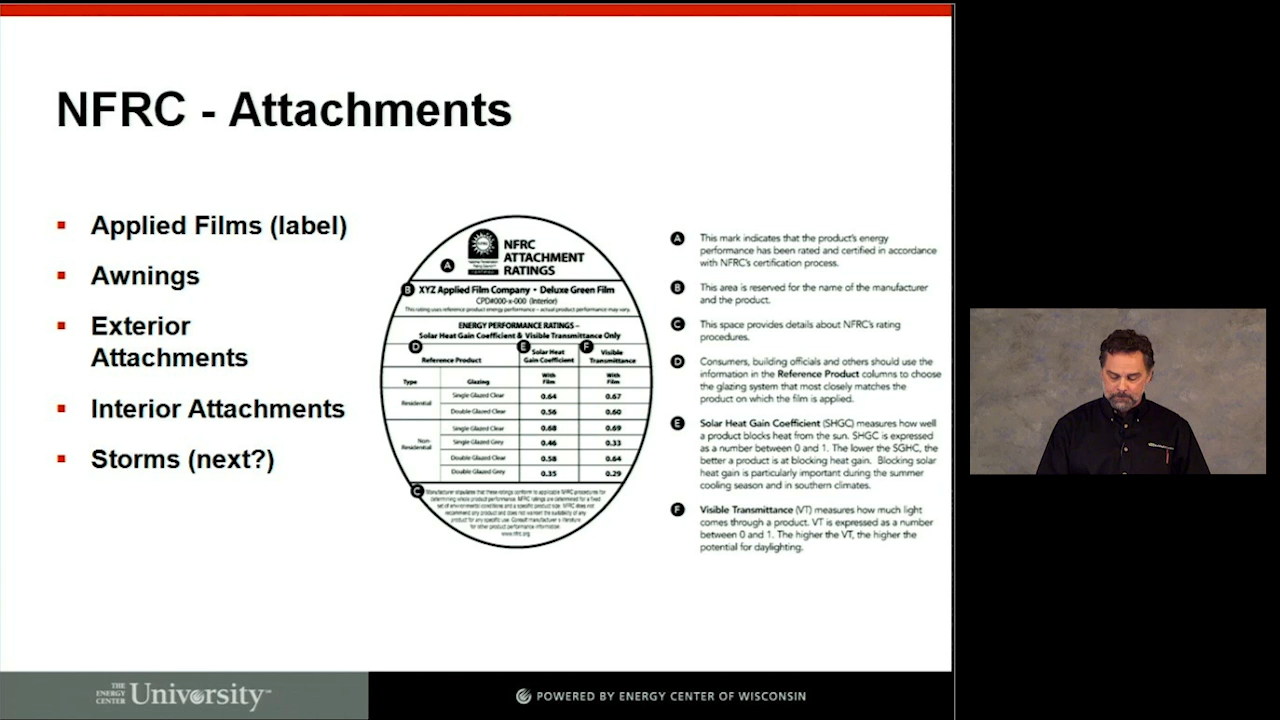 NFRC - Attachments
Applied Films (label)
Awnings
Exterior
Attachments
Interior Attachments
Storms (next?)
NFRC
ATTACHMENT
RATINGS
A
B XYZ Applied Film Company • Deluxe Green Film
CPD#000-x-000 (Interior)
This rating uses reference product energy performance – actual product performance may vary.
ENERGY PERFORMANCE RATINGS –
Solar Heat Gain Coefficient & Visible Transmittance Only
D E F
Reference Product Solar Heat Gain Coefficient Visible Transmittance
Type Glazing With Film With Film
Residential Single Glazed Clear 0.64 0.67
Double Glazed Clear 0.56 0.60
Non-Residential Single Glazed Clear 0.68 0.69
Single Glazed Grey 0.46 0.33
Double Glazed Clear 0.58 0.64
Double Glazed Grey 0.35 0.29
C Manufacturer stipulates that these ratings conform to applicable NFRC procedures for
determining whole product performance. NFRC ratings are determined for a fixed
set of environmental conditions and a specific product size. NFRC does not
recommend any product and does not warrant the suitability of any
product for any specific use. Consult manufacturer's literature
for other product performance information.
www.nfrc.org
A This mark indicates that the product's energy
performance has been rated and certified in accordance
with NFRC's certification process.
B This area is reserved for the name of the manufacturer
and the product.
C This space provides details about NFRC's rating
procedures.
D Consumers, building officials and others should use the
information in the Reference Product columns to choose
the glazing system that most closely matches the
product on which the film is applied.
E Solar Heat Gain Coefficient (SHGC) measures how well
a product blocks heat from the sun. SHGC is expressed
as a number between 0 and 1. The lower the SGHC, the
better a product is at blocking heat gain. Blocking solar
heat gain is particularly important during the summer
cooling season and in southern climates.
F Visible Transmittance (VT) measures how much light
comes through a product. VT is expressed as a number
between 0 and 1. The higher the VT, the higher the
potential for daylighting.
THE
ENERGY
CENTER University™
POWERED BY ENERGY CENTER OF WISCONSIN